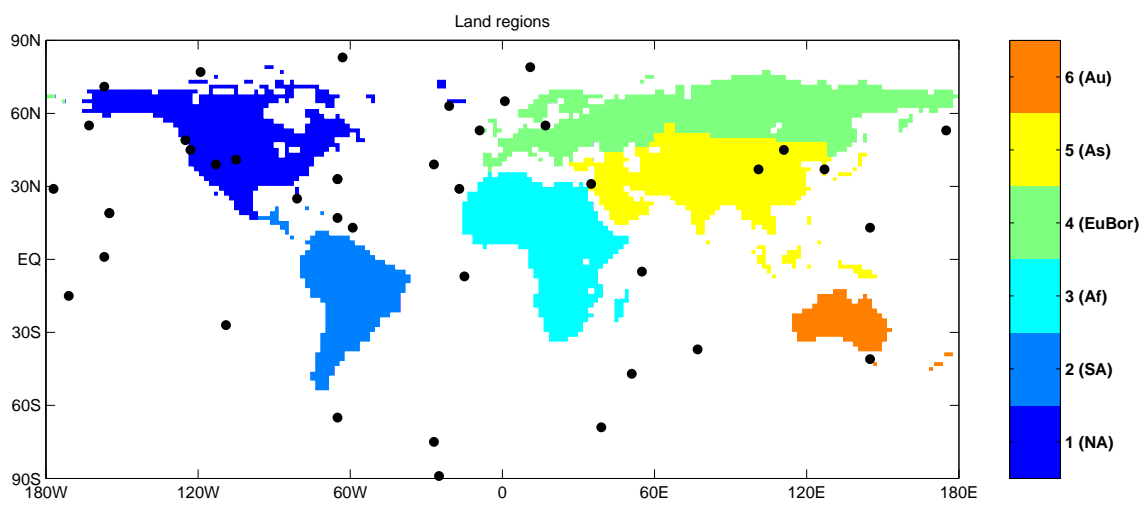 Land regions
90N
60N
30N
EQ
30S
60S
90S
180W
120W
60W
0
60E
120E
180E
6 (Au)
5 (As)
4 (EuBor)
3 (Af)
2 (SA)
1 (NA)